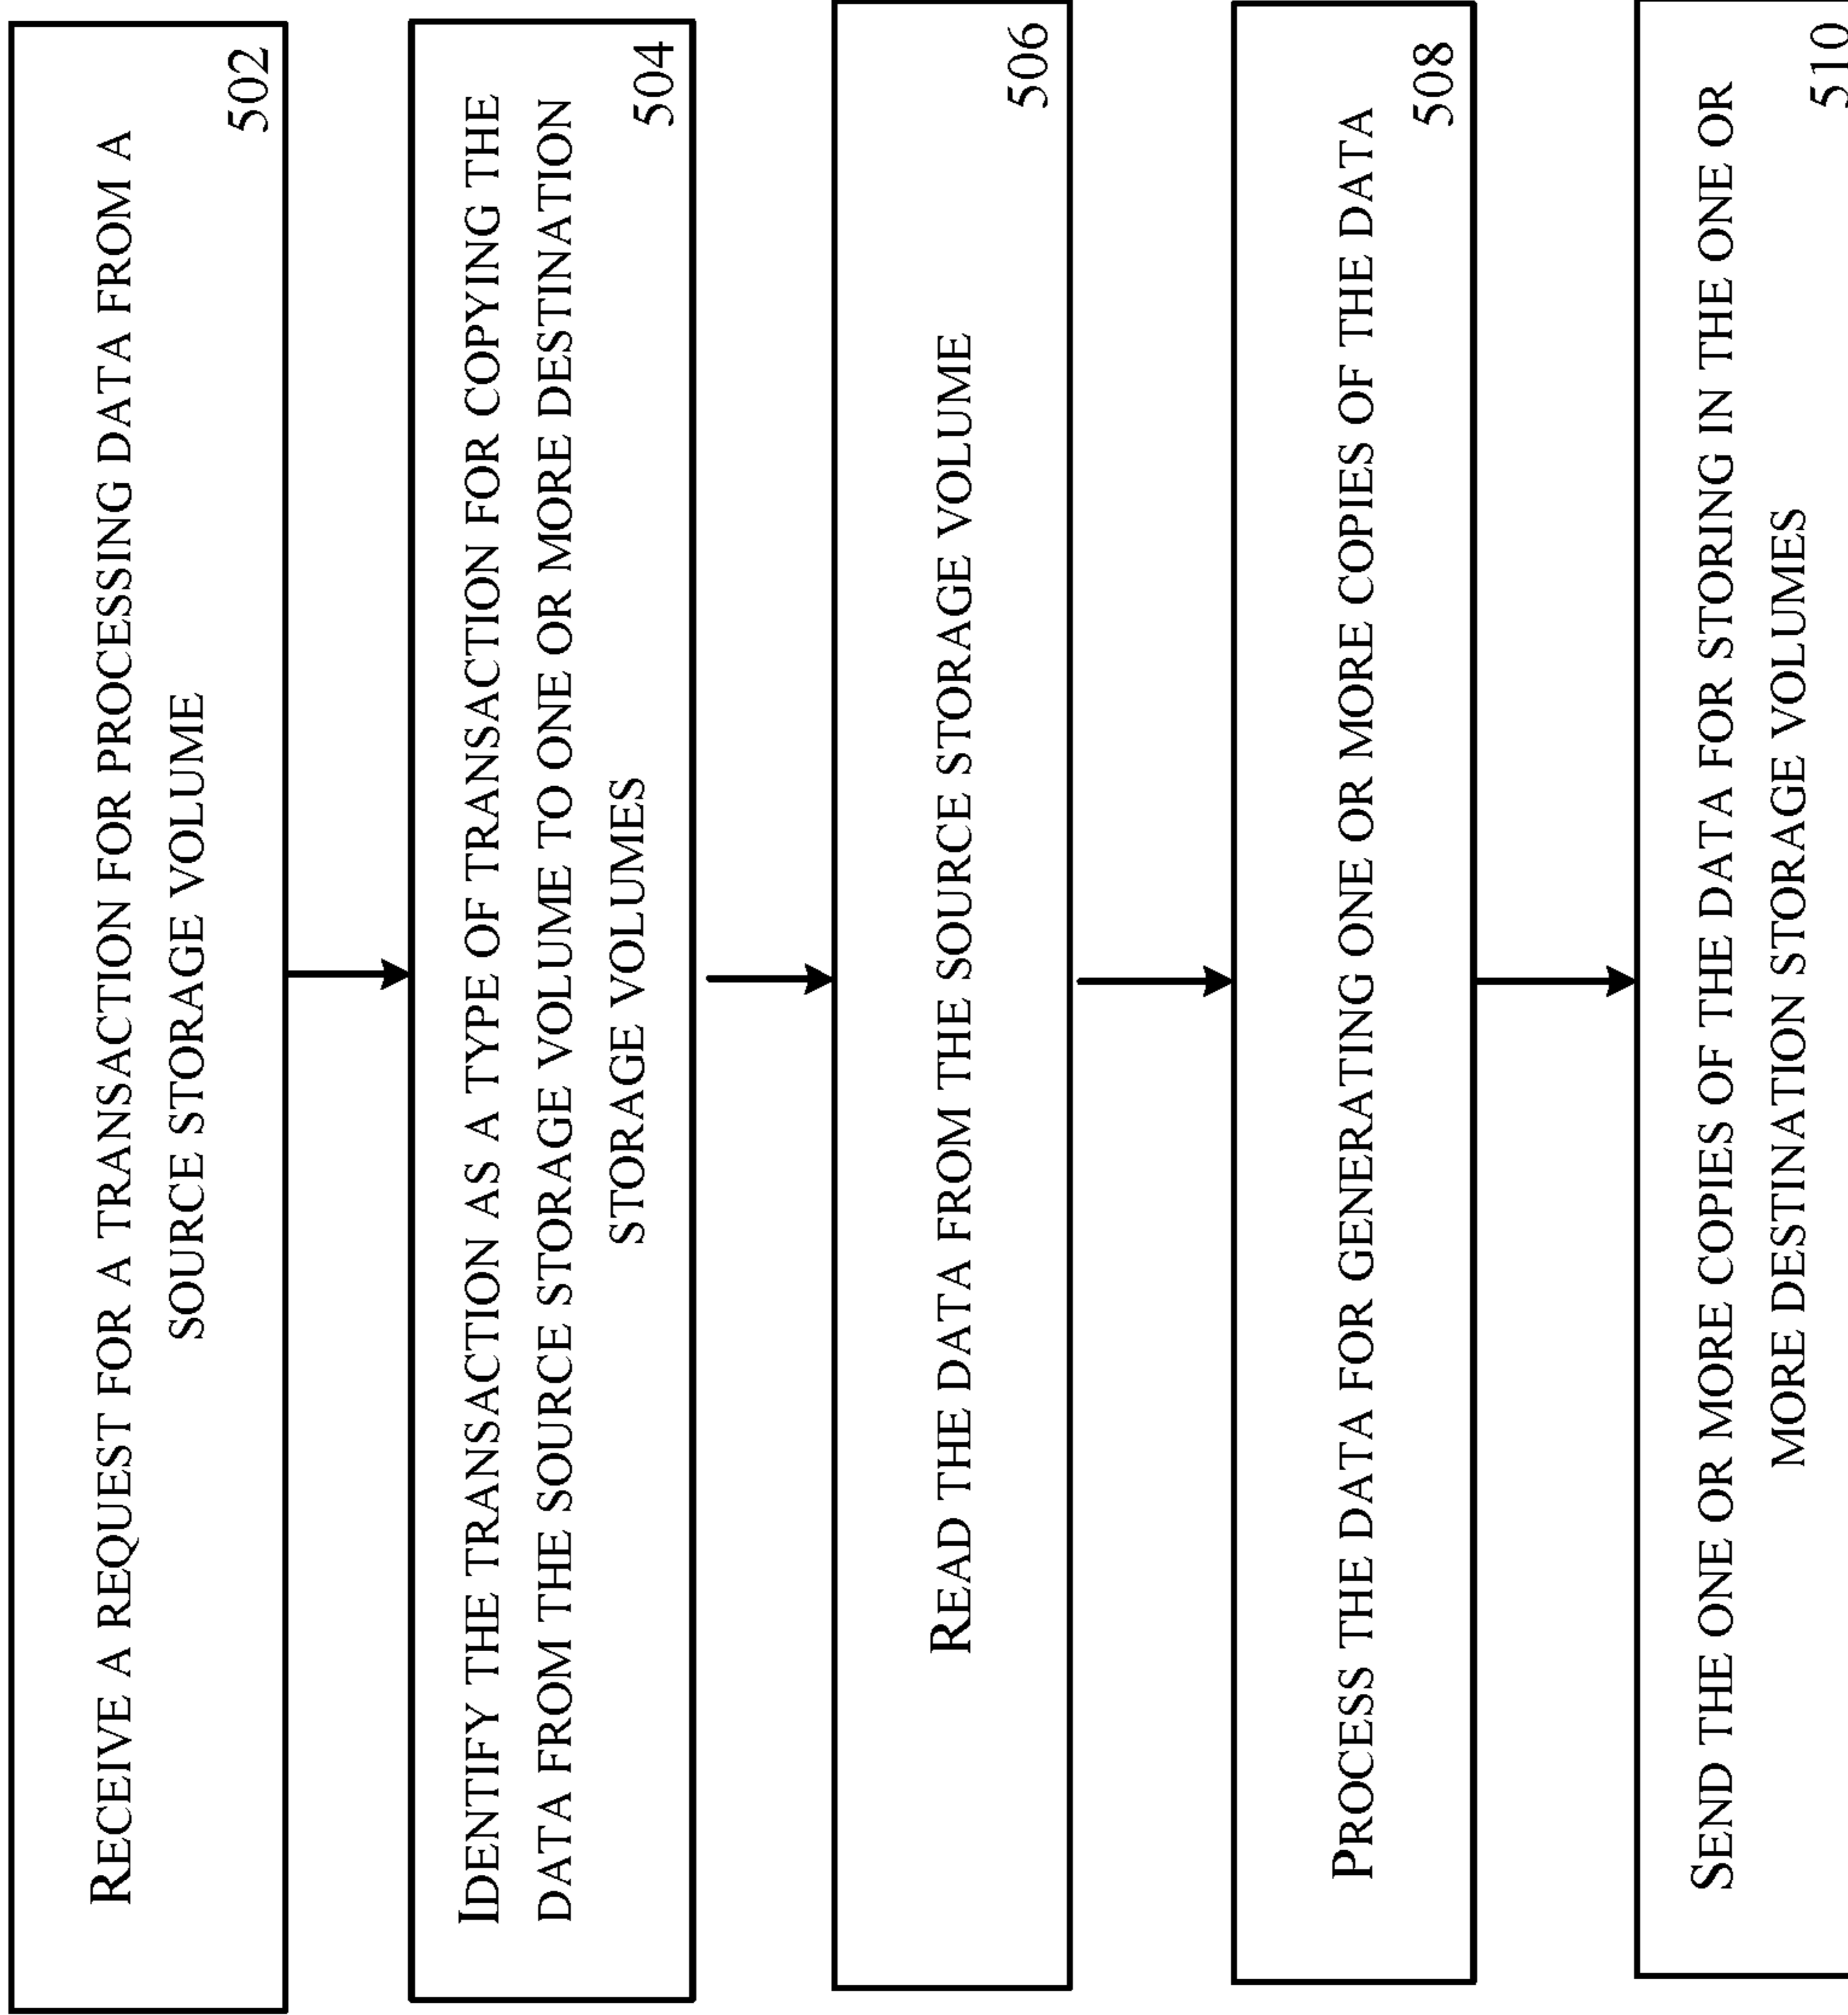 RECEIVE A REQUEST FOR A TRANSACTION FOR PROCESSING DATA FROM A
SOURCE STORAGE VOLUME
502
IDENTIFY THE TRANSACTION AS A TYPE OF TRANSACTION FOR COPYING THE
DATA FROM THE SOURCE STORAGE VOLUME TO ONE OR MORE DESTINATION
STORAGE VOLUMES
504
READ THE DATA FROM THE SOURCE STORAGE VOLUME
506
PROCESS THE DATA FOR GENERATING ONE OR MORE COPIES OF THE DATA
508
SEND THE ONE OR MORE COPIES OF THE DATA FOR STORING IN THE ONE OR
MORE DESTINATION STORAGE VOLUMES
510